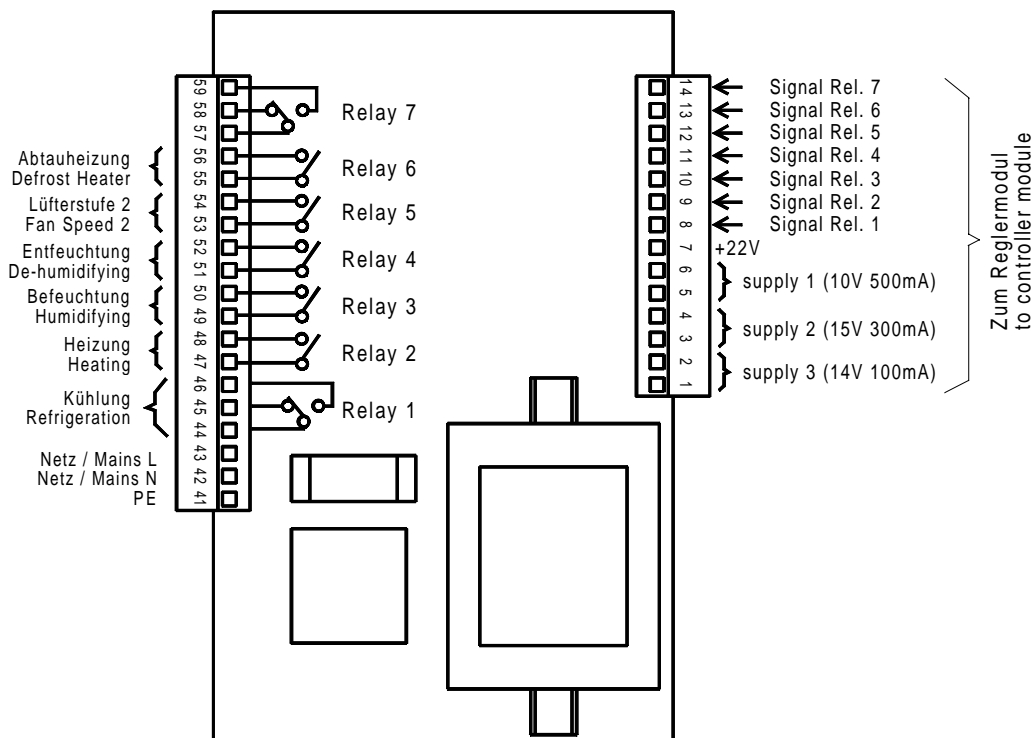 59
58
57
56
55
54
53
52
51
50
49
48
47
46
45
44
43
42
41
Abtauheizung
Defrost Heater
Lüfterstufe 2
Fan Speed 2
Entfeuchtung
De-humidifying
Befeuchtung
Humidifying
Heizung
Heating
Kühlung
Refrigeration
Netz / Mains L
Netz / Mains N
PE
Relay 7
Relay 6
Relay 5
Relay 4
Relay 3
Relay 2
Relay 1
14
13
12
11
10
9
8
7
6
5
4
3
2
1
Signal Rel. 7
Signal Rel. 6
Signal Rel. 5
Signal Rel. 4
Signal Rel. 3
Signal Rel. 2
Signal Rel. 1
+22V
supply 1 (10V 500mA)
supply 2 (15V 300mA)
supply 3 (14V 100mA)
Zum Reglermodul
to controller module